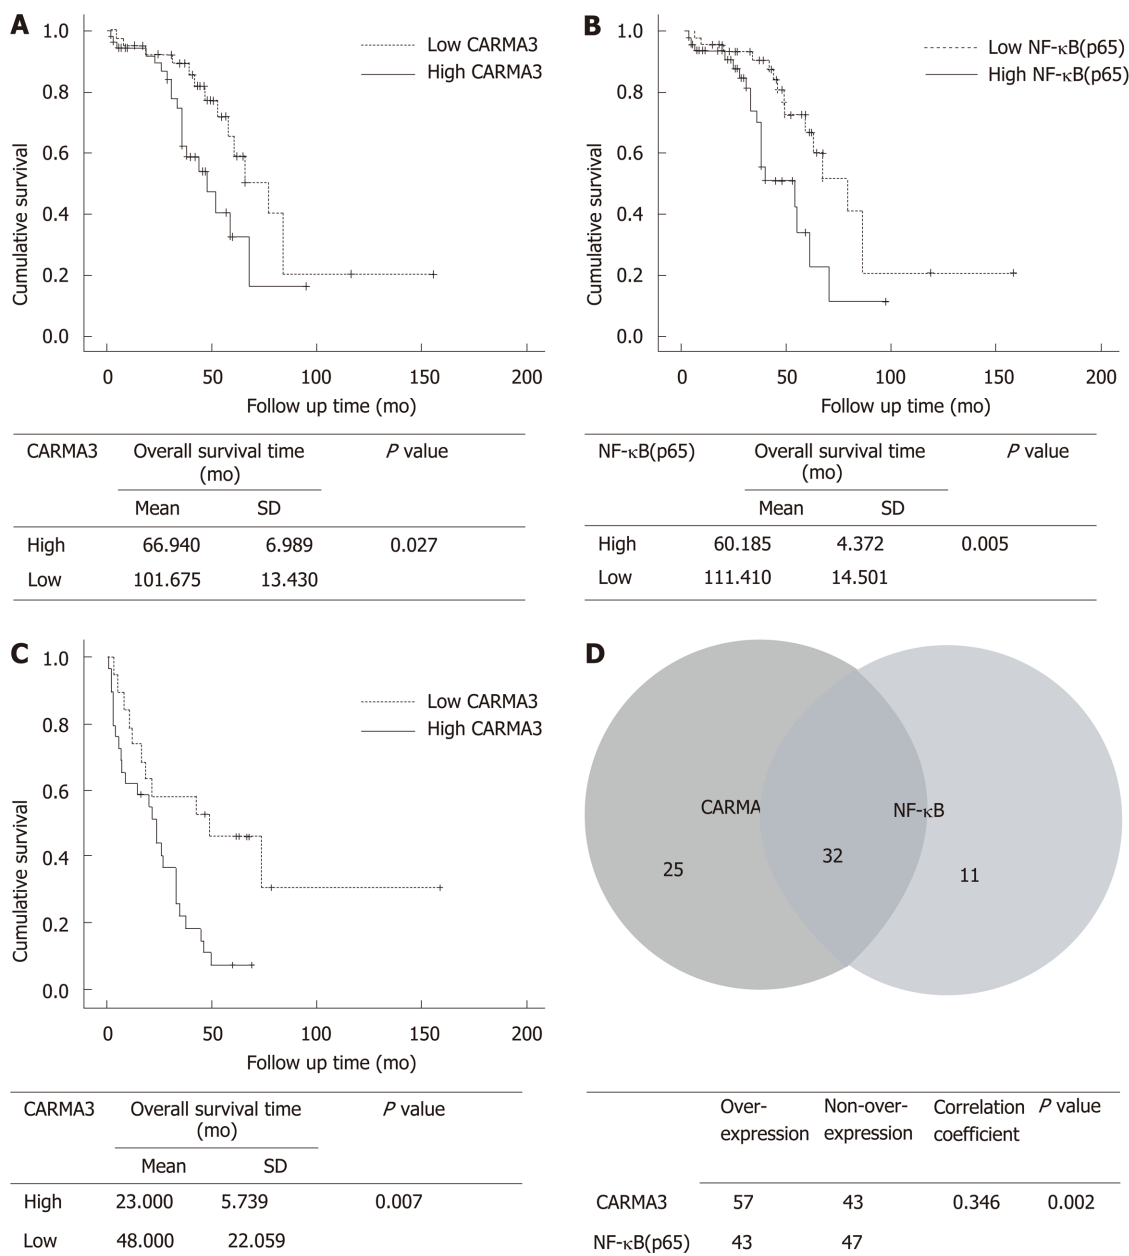 A
1.0
0.8
0.6
0.4
0.2
0.0
Cumulative survival
Low CARMA3
High CARMA3
0 50 100 150 200
Follow up time (mo)
CARMA3 Overall survival time (mo) P value
Mean SD
High 66.940 6.989 0.027
Low 101.675 13.430
B
1.0
0.8
0.6
0.4
0.2
0.0
Cumulative survival
Low NF-κB(p65)
High NF-κB(p65)
0 50 100 150 200
Follow up time (mo)
NF-κB(p65) Overall survival time (mo) P value
Mean SD
High 60.185 4.372 0.005
Low 111.410 14.501
C
1.0
0.8
0.6
0.4
0.2
0.0
Cumulative survival
Low CARMA3
High CARMA3
0 50 100 150 200
Follow up time (mo)
CARMA3 Overall survival time (mo) P value
Mean SD
High 23.000 5.739 0.007
Low 48.000 22.059
D
CARMA
NF-κB
25
32
11
Over-expression Non-over-expression Correlation coefficient P value
CARMA3 57 43 0.346 0.002
NF-κB(p65) 43 47